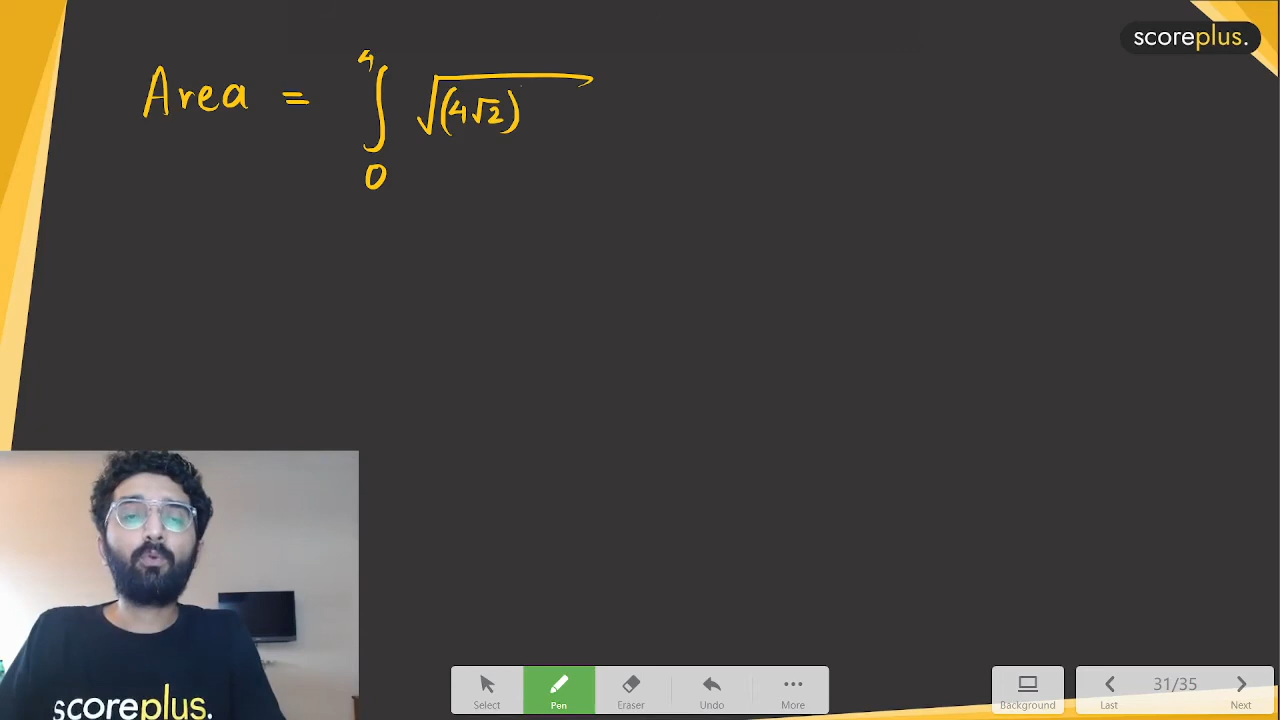 scoreplus.
Area = ∫₀⁴ √(4√2)
scoreplus.
Select
Pen
Eraser
Undo
More
Background
Last
31/35
Next